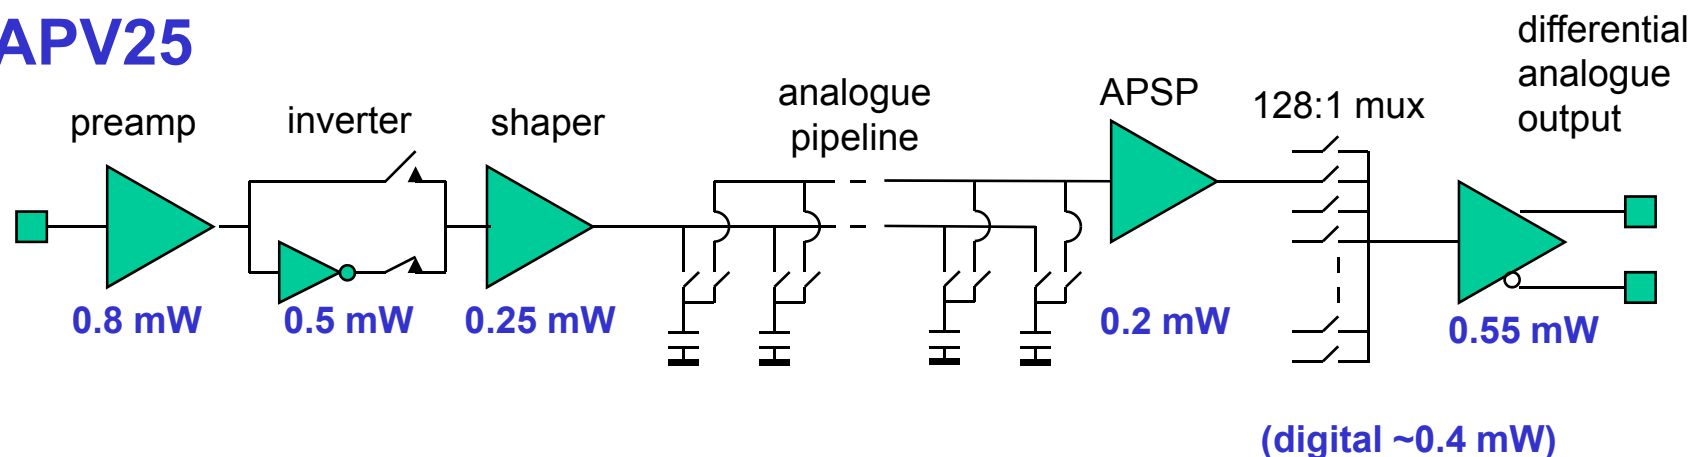 APV25
preamp
inverter
shaper
analogue
pipeline
APSP
128:1 mux
differential
analogue
output
0.8 mW
0.5 mW
0.25 mW
0.2 mW
0.55 mW
(digital ~0.4 mW)